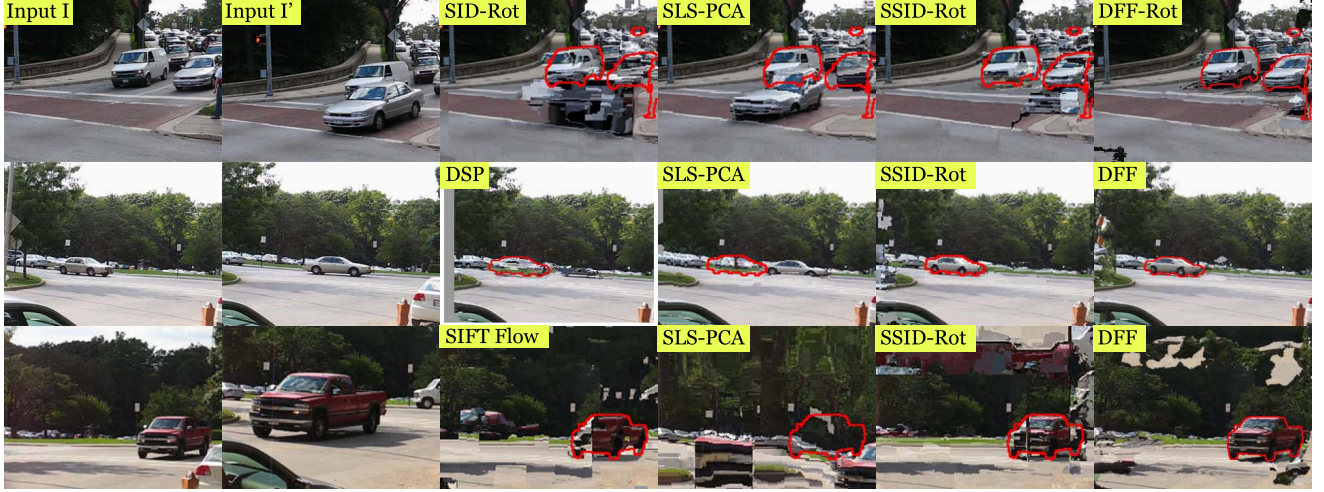 Input I
Input I’
SID-Rot
SLS-PCA
SSID-Rot
DFF-Rot
DSP
SLS-PCA
SSID-Rot
DFF
SIFT Flow
SLS-PCA
SSID-Rot
DFF